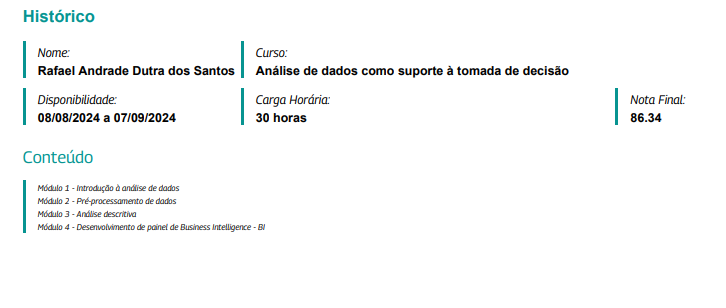 Histórico
Nome:
Rafael Andrade Dutra dos Santos
Curso:
Análise de dados como suporte à tomada de decisão
Disponibilidade:
08/08/2024 a 07/09/2024
Carga Horária:
30 horas
Nota Final:
86.34
Conteúdo
Módulo 1 - Introdução à análise de dados
Módulo 2 - Pré-processamento de dados
Módulo 3 - Análise descritiva
Módulo 4 - Desenvolvimento de painel de Business Intelligence - BI